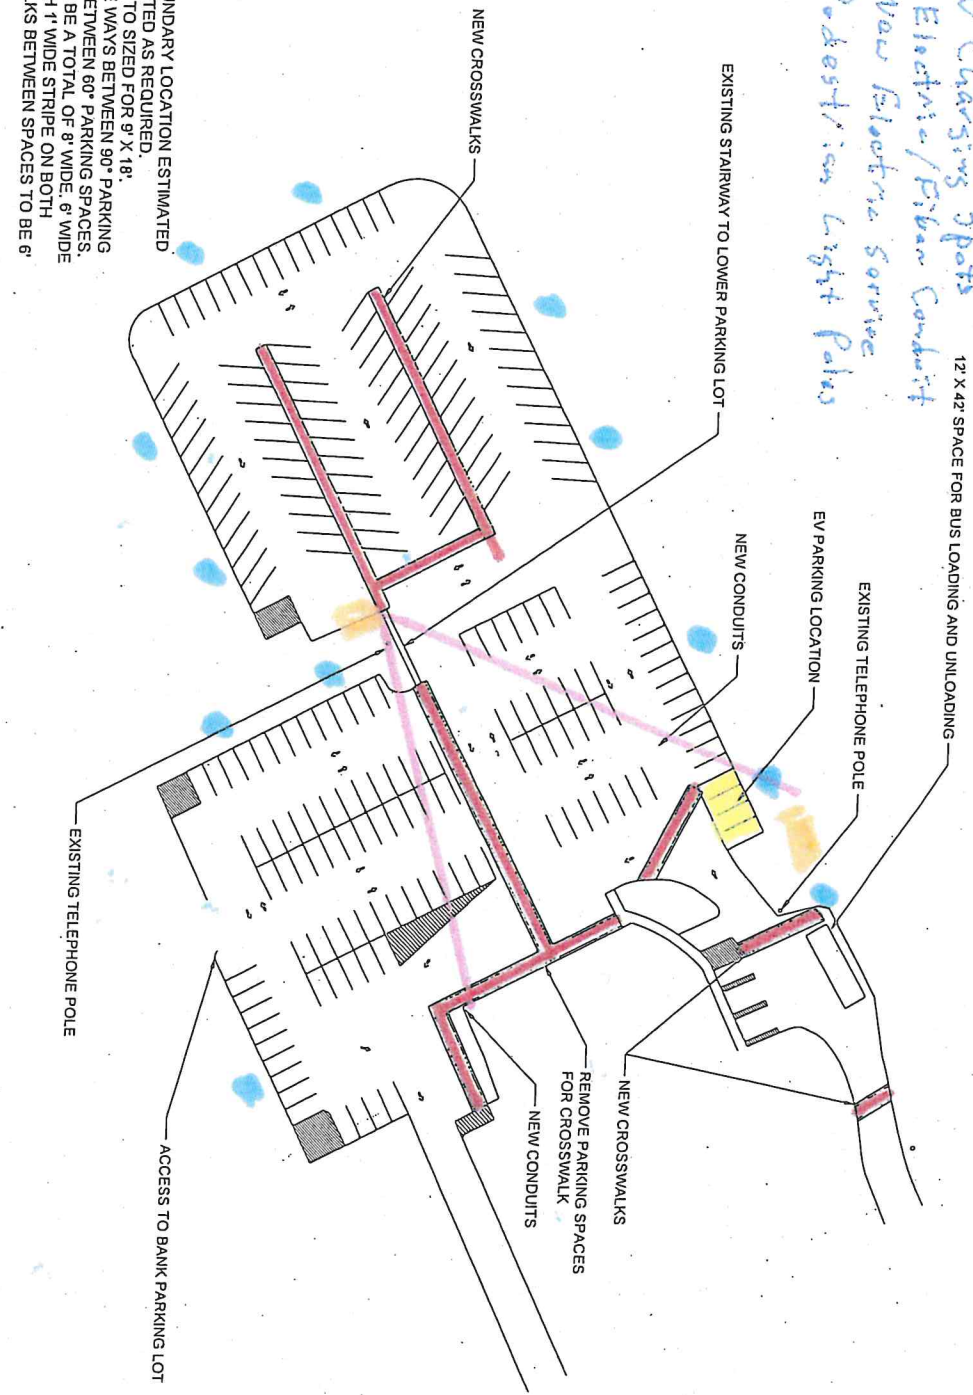 Charging Spots
Electric/Fiber Conduit
New Electric Service
Pedestrian Light Poles
12' X 42' SPACE FOR BUS LOADING AND UNLOADING
EXISTING TELEPHONE POLE
EV PARKING LOCATION
NEW CONDUITS
EXISTING STAIRWAY TO LOWER PARKING LOT
NEW CROSSWALKS
NEW CROSSWALKS
REMOVE PARKING SPACES
FOR CROSSWALK
NEW CONDUITS
ACCESS TO BANK PARKING LOT
EXISTING TELEPHONE POLE
NDARY LOCATION ESTIMATED
TED AS REQUIRED.
TO SIZED FOR 9' X 18'.
WAYS BETWEEN 90° PARKING
ETWEEN 60° PARKING SPACES.
BE A TOTAL OF 8' WIDE. 6' WIDE
H 1' WIDE STRIPE ON BOTH
KS BETWEEN SPACES TO BE 6'